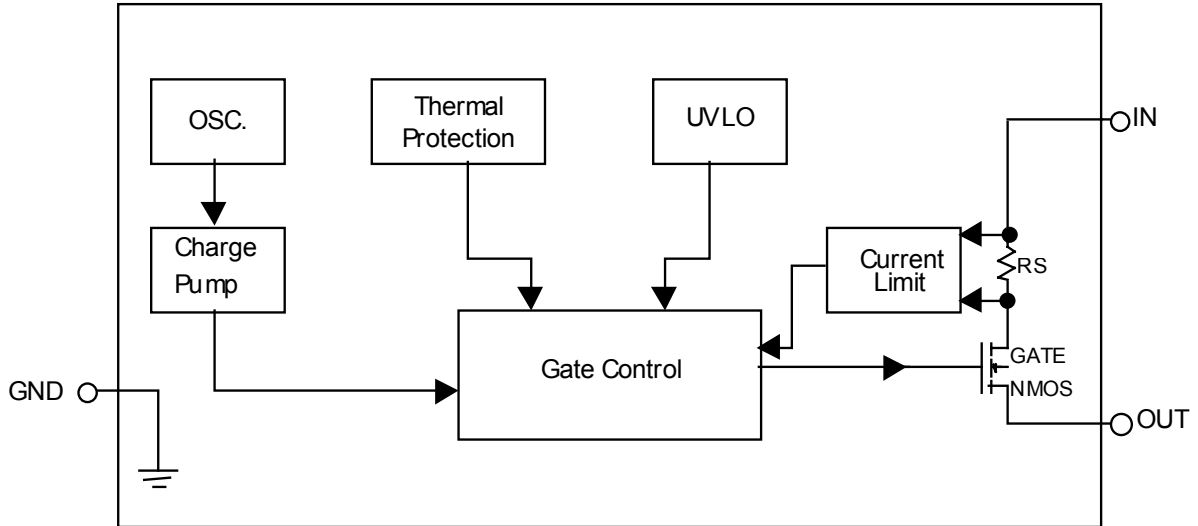 OSC.
Thermal
Protection
UVLO
IN
Charge
Pump
Current
Limit
RS
Gate Control
GATE
NMOS
GND
OUT